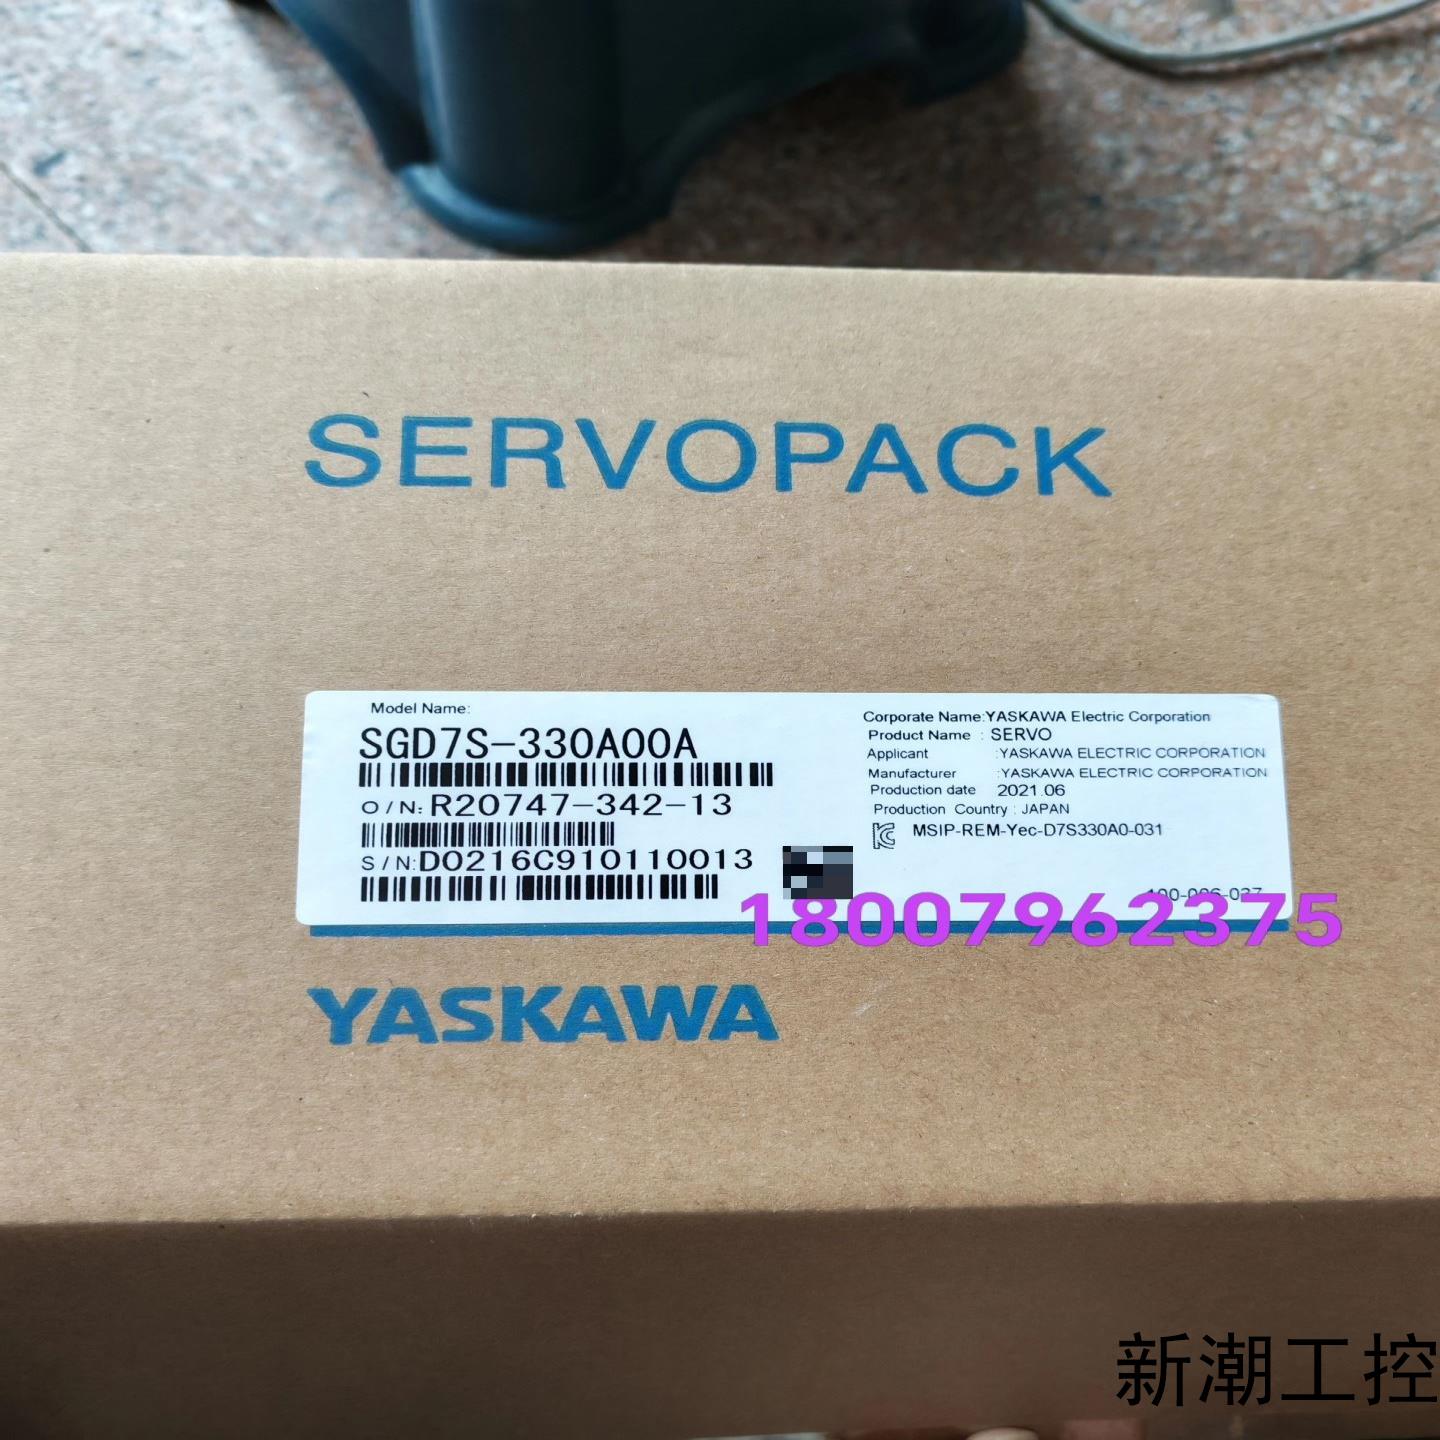 SERVOPACK
Model Name:
SGD7S-330A00A
O/N: R20747-342-13
S/N: D0216C910110013
Corporate Name:YASKAWA Electric Corporation
Product Name : SERVO
Applicant :YASKAWA ELECTRIC CORPORATION
Manufacturer :YASKAWA ELECTRIC CORPORATION
Production date 2021.06
Production Country : JAPAN
MSIP-REM-Yec-D7S330A0-031
18007962375
YASKAWA
新潮工控